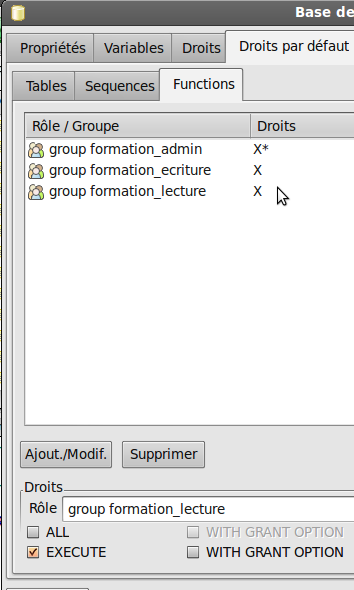 Base de
Propriétés Variables Droits Droits par défaut
Tables Sequences Functions
Rôle / Groupe Droits
group formation_admin X*
group formation_ecriture X
group formation_lecture X
Ajout./Modif. Supprimer
Droits
Rôle group formation_lecture
ALL WITH GRANT OPTION
EXECUTE WITH GRANT OPTION